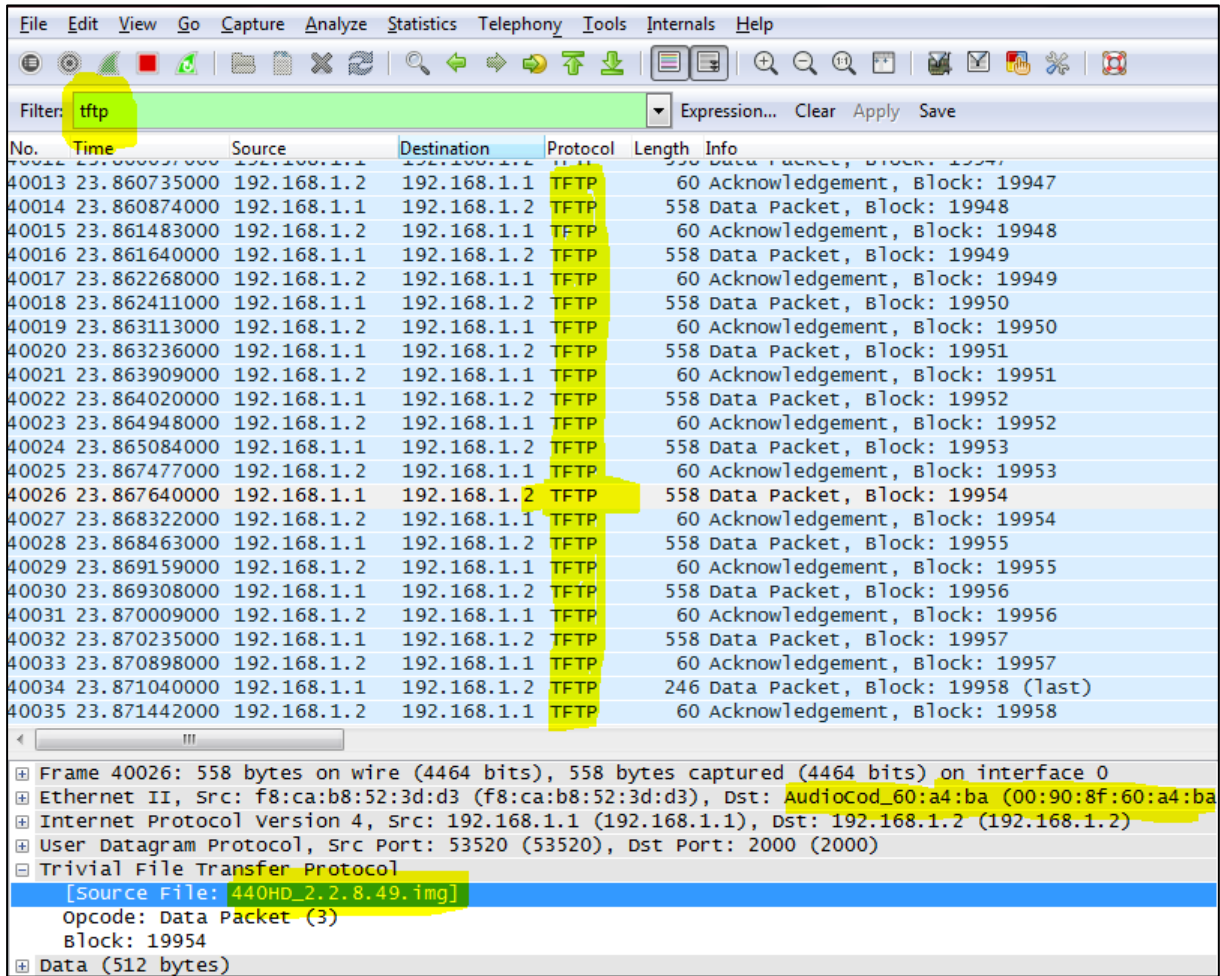 File Edit View Go Capture Analyze Statistics Telephony Tools Internals Help
Filter: tftp Expression... Clear Apply Save
No. Time Source Destination Protocol Length Info
40013 23.860735000 192.168.1.2 192.168.1.1 TFTP 60 Acknowledgement, Block: 19947
40014 23.860874000 192.168.1.1 192.168.1.2 TFTP 558 Data Packet, Block: 19948
40015 23.861483000 192.168.1.2 192.168.1.1 TFTP 60 Acknowledgement, Block: 19948
40016 23.861640000 192.168.1.1 192.168.1.2 TFTP 558 Data Packet, Block: 19949
40017 23.862268000 192.168.1.2 192.168.1.1 TFTP 60 Acknowledgement, Block: 19949
40018 23.862411000 192.168.1.1 192.168.1.2 TFTP 558 Data Packet, Block: 19950
40019 23.863113000 192.168.1.2 192.168.1.1 TFTP 60 Acknowledgement, Block: 19950
40020 23.863236000 192.168.1.1 192.168.1.2 TFTP 558 Data Packet, Block: 19951
40021 23.863909000 192.168.1.2 192.168.1.1 TFTP 60 Acknowledgement, Block: 19951
40022 23.864020000 192.168.1.1 192.168.1.2 TFTP 558 Data Packet, Block: 19952
40023 23.864948000 192.168.1.2 192.168.1.1 TFTP 60 Acknowledgement, Block: 19952
40024 23.865084000 192.168.1.1 192.168.1.2 TFTP 558 Data Packet, Block: 19953
40025 23.867477000 192.168.1.2 192.168.1.1 TFTP 60 Acknowledgement, Block: 19953
40026 23.867640000 192.168.1.1 192.168.1.2 TFTP 558 Data Packet, Block: 19954
40027 23.868322000 192.168.1.2 192.168.1.1 TFTP 60 Acknowledgement, Block: 19954
40028 23.868463000 192.168.1.1 192.168.1.2 TFTP 558 Data Packet, Block: 19955
40029 23.869159000 192.168.1.2 192.168.1.1 TFTP 60 Acknowledgement, Block: 19955
40030 23.869308000 192.168.1.1 192.168.1.2 TFTP 558 Data Packet, Block: 19956
40031 23.870009000 192.168.1.2 192.168.1.1 TFTP 60 Acknowledgement, Block: 19956
40032 23.870235000 192.168.1.1 192.168.1.2 TFTP 558 Data Packet, Block: 19957
40033 23.870898000 192.168.1.2 192.168.1.1 TFTP 60 Acknowledgement, Block: 19957
40034 23.871040000 192.168.1.1 192.168.1.2 TFTP 246 Data Packet, Block: 19958 (last)
40035 23.871442000 192.168.1.2 192.168.1.1 TFTP 60 Acknowledgement, Block: 19958
Frame 40026: 558 bytes on wire (4464 bits), 558 bytes captured (4464 bits) on interface 0
Ethernet II, Src: f8:ca:b8:52:3d:d3 (f8:ca:b8:52:3d:d3), Dst: AudioCod_60:a4:ba (00:90:8f:60:a4:ba
Internet Protocol Version 4, Src: 192.168.1.1 (192.168.1.1), Dst: 192.168.1.2 (192.168.1.2)
User Datagram Protocol, Src Port: 53520 (53520), Dst Port: 2000 (2000)
Trivial File Transfer Protocol
[Source File: 440HD_2.2.8.49.img]
Opcode: Data Packet (3)
Block: 19954
Data (512 bytes)